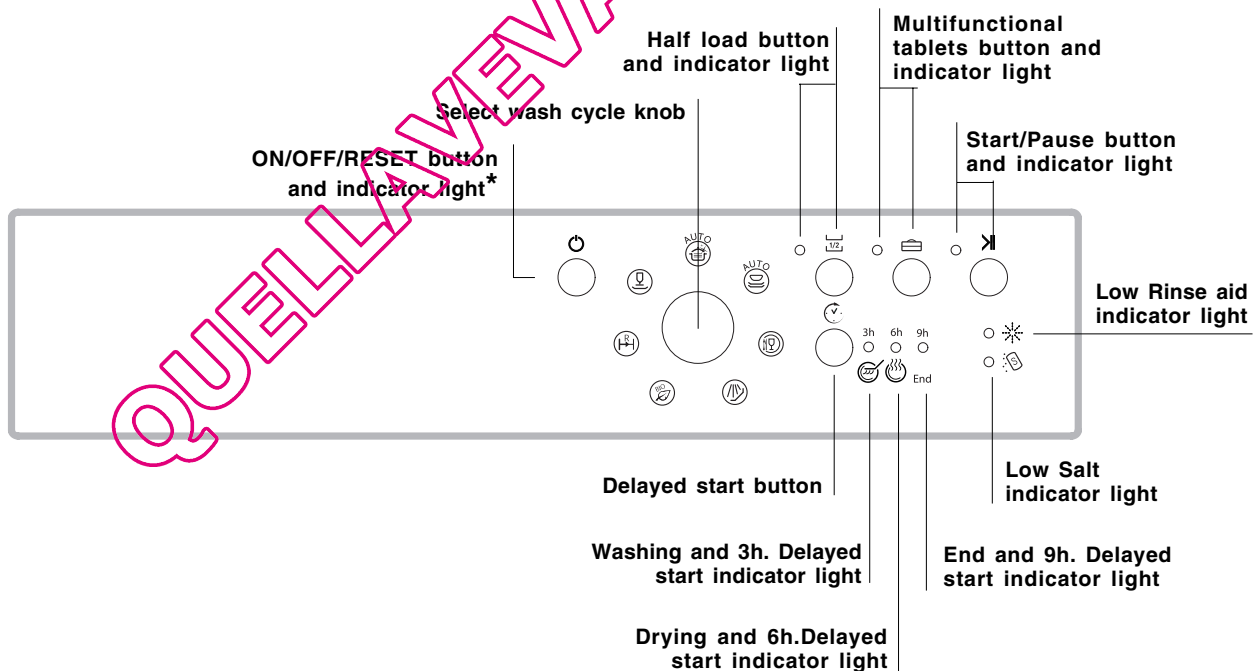 Multifunctional
tablets button and
indicator light
Half load button
and indicator light
Select wash cycle knob
Start/Pause button
and indicator light
ON/OFF/RESET button
and indicator light*
AUTO
AUTO
1/2
R
BIO
3h 6h 9h
End
S
Low Rinse aid
indicator light
Low Salt
indicator light
Delayed start button
Washing and 3h. Delayed
start indicator light
End and 9h. Delayed
start indicator light
Drying and 6h.Delayed
start indicator light